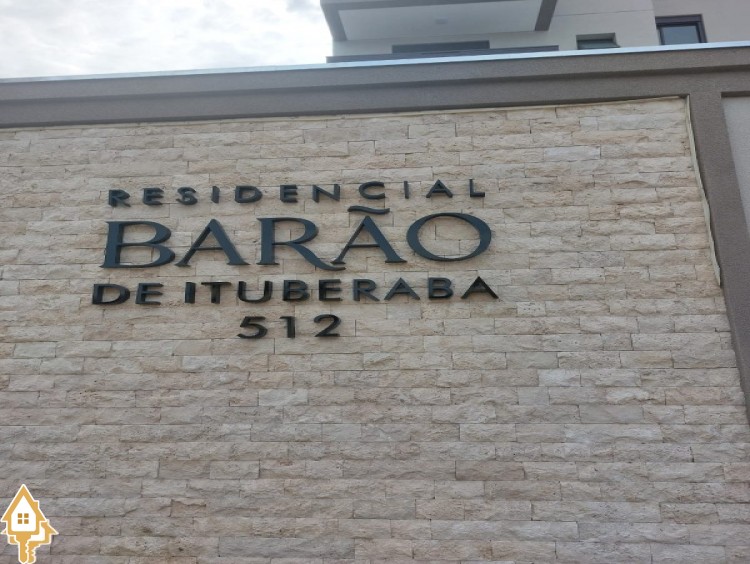 RESIDENCIAL
BARÃO
DE ITUBERABA
512